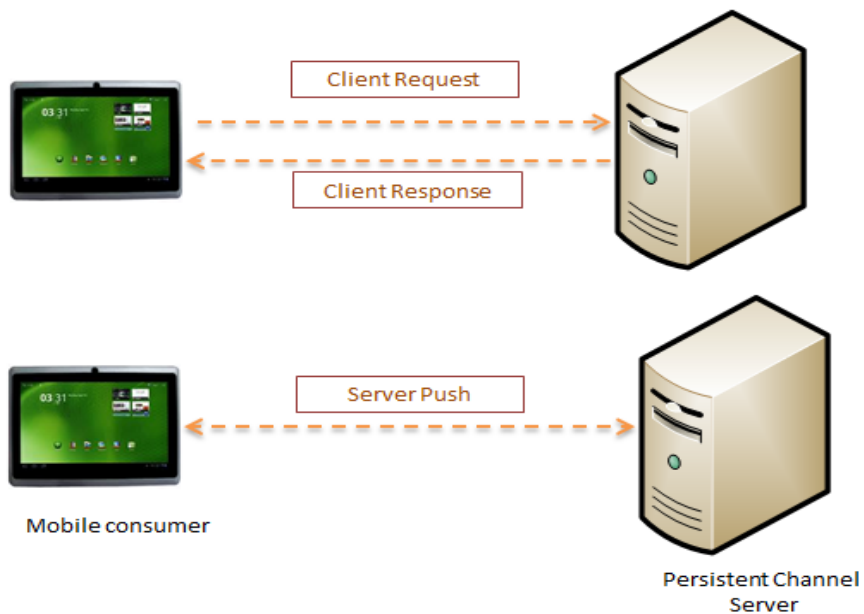 Client Request
03:31
Client Response
Server Push
03:31
Mobile consumer
Persistent Channel
Server